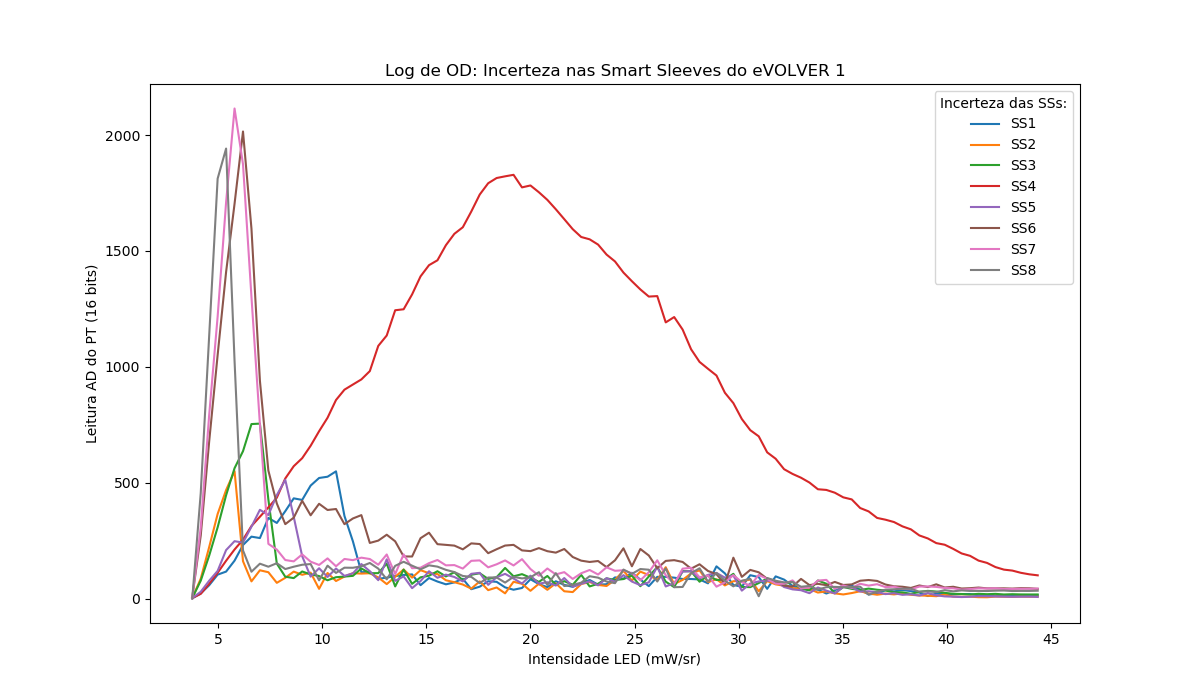 Log de OD: Incerteza nas Smart Sleeves do eVOLVER 1
Incerteza das SSs:
SS1
SS2
SS3
SS4
SS5
SS6
SS7
SS8
Leitura AD do PT (16 bits)
2000
1500
1000
500
0
5 10 15 20 25 30 35 40 45
Intensidade LED (mW/sr)